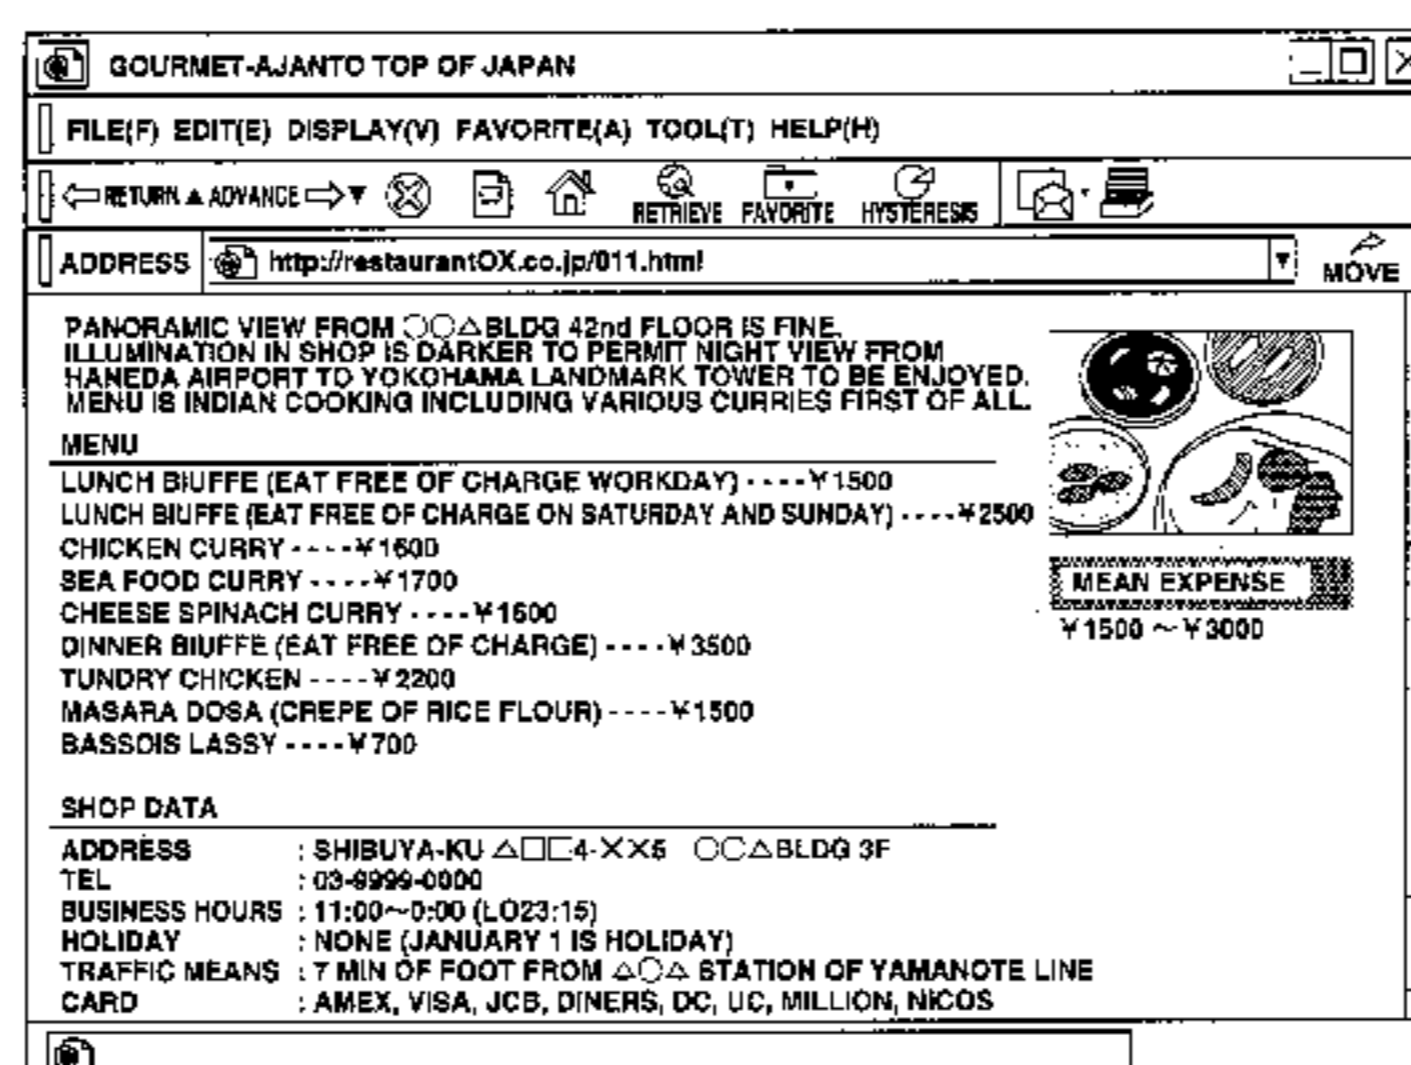 GOURMET-AJANTO TOP OF JAPAN
FILE(F) EDIT(E) DISPLAY(V) FAVORITE(A) TOOL(T) HELP(H)
RETURN ADVANCE RETRIEVE FAVORITE HYSTERESIS
ADDRESS http://restaurantOX.co.jp/011.html MOVE
PANORAMIC VIEW FROM ○○△BLDG 42nd FLOOR IS FINE.
ILLUMINATION IN SHOP IS DARKER TO PERMIT NIGHT VIEW FROM
HANEDA AIRPORT TO YOKOHAMA LANDMARK TOWER TO BE ENJOYED.
MENU IS INDIAN COOKING INCLUDING VARIOUS CURRIES FIRST OF ALL.
MENU
LUNCH BIUFFE (EAT FREE OF CHARGE WORKDAY) ----¥1500
LUNCH BIUFFE (EAT FREE OF CHARGE ON SATURDAY AND SUNDAY) ----¥2500
CHICKEN CURRY ----¥1600
SEA FOOD CURRY ----¥1700
CHEESE SPINACH CURRY ----¥1600
DINNER BIUFFE (EAT FREE OF CHARGE) ----¥3500
TUNDRY CHICKEN ----¥2200
MASARA DOSA (CREPE OF RICE FLOUR) ----¥1500
BASSOIS LASSY ----¥700
MEAN EXPENSE
¥1500 ～¥3000
SHOP DATA
ADDRESS : SHIBUYA-KU △□□4-××5 ○○△BLDG 3F
TEL : 03-9999-0000
BUSINESS HOURS : 11:00～0:00 (LO23:15)
HOLIDAY : NONE (JANUARY 1 IS HOLIDAY)
TRAFFIC MEANS : 7 MIN OF FOOT FROM △○△ STATION OF YAMANOTE LINE
CARD : AMEX, VISA, JCB, DINERS, DC, UC, MILLION, NICOS